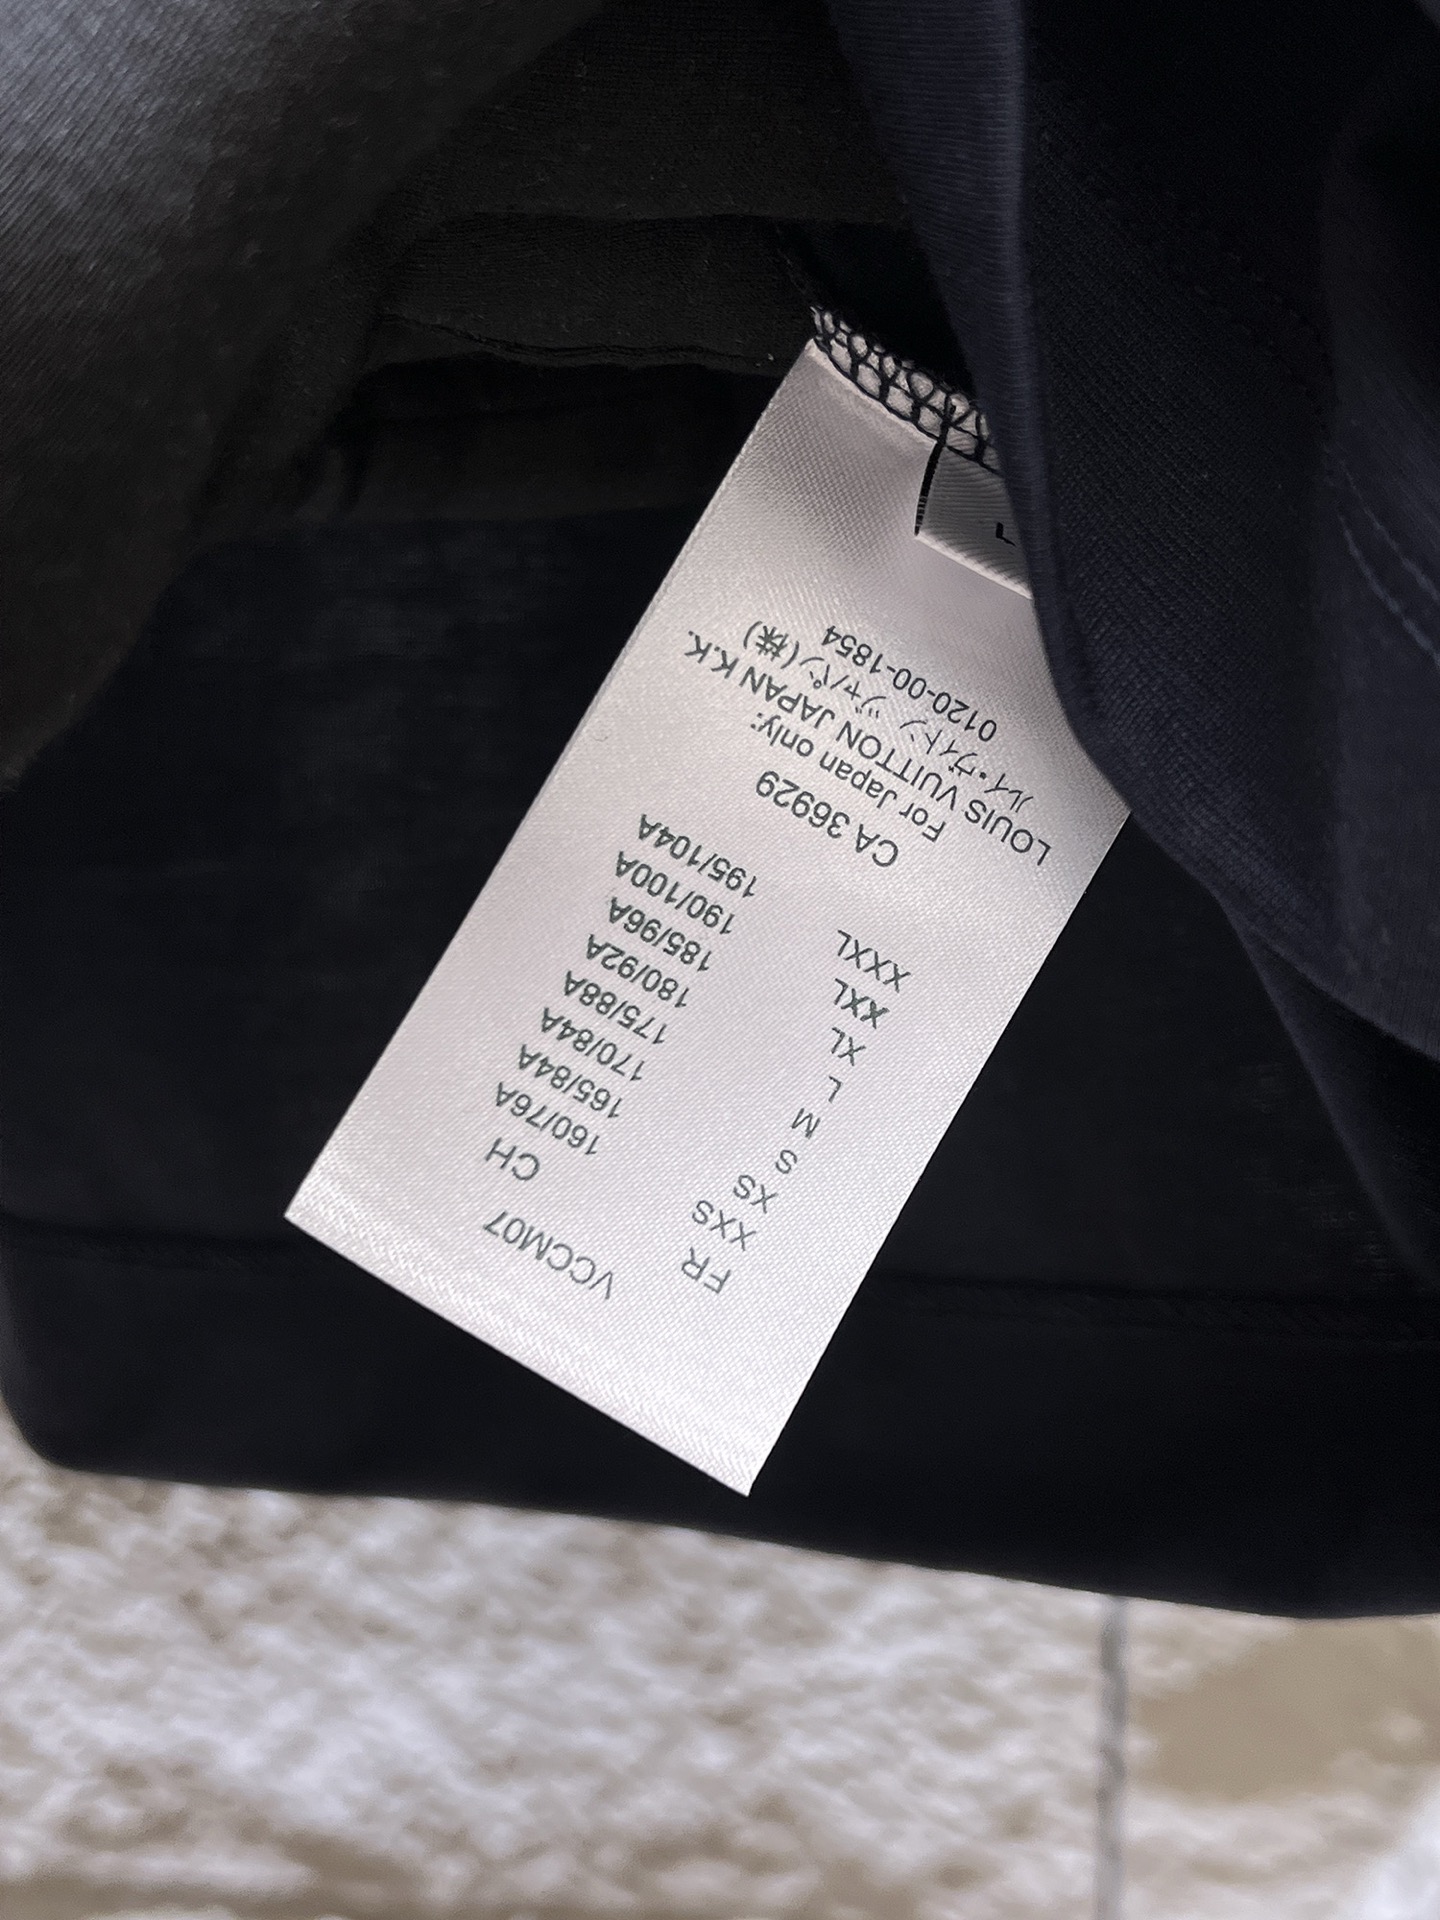 VCCM07
FR CH
XXS 160/76A
XS 165/84A
S 170/84A
M 175/88A
L 180/92A
XL 185/96A
XXL 190/100A
XXXL 195/104A
CA 36929
For Japan only:
LOUIS VUITTON JAPAN K.K.
ルイ・ヴィトン ジャパン(株)
0120-00-1854